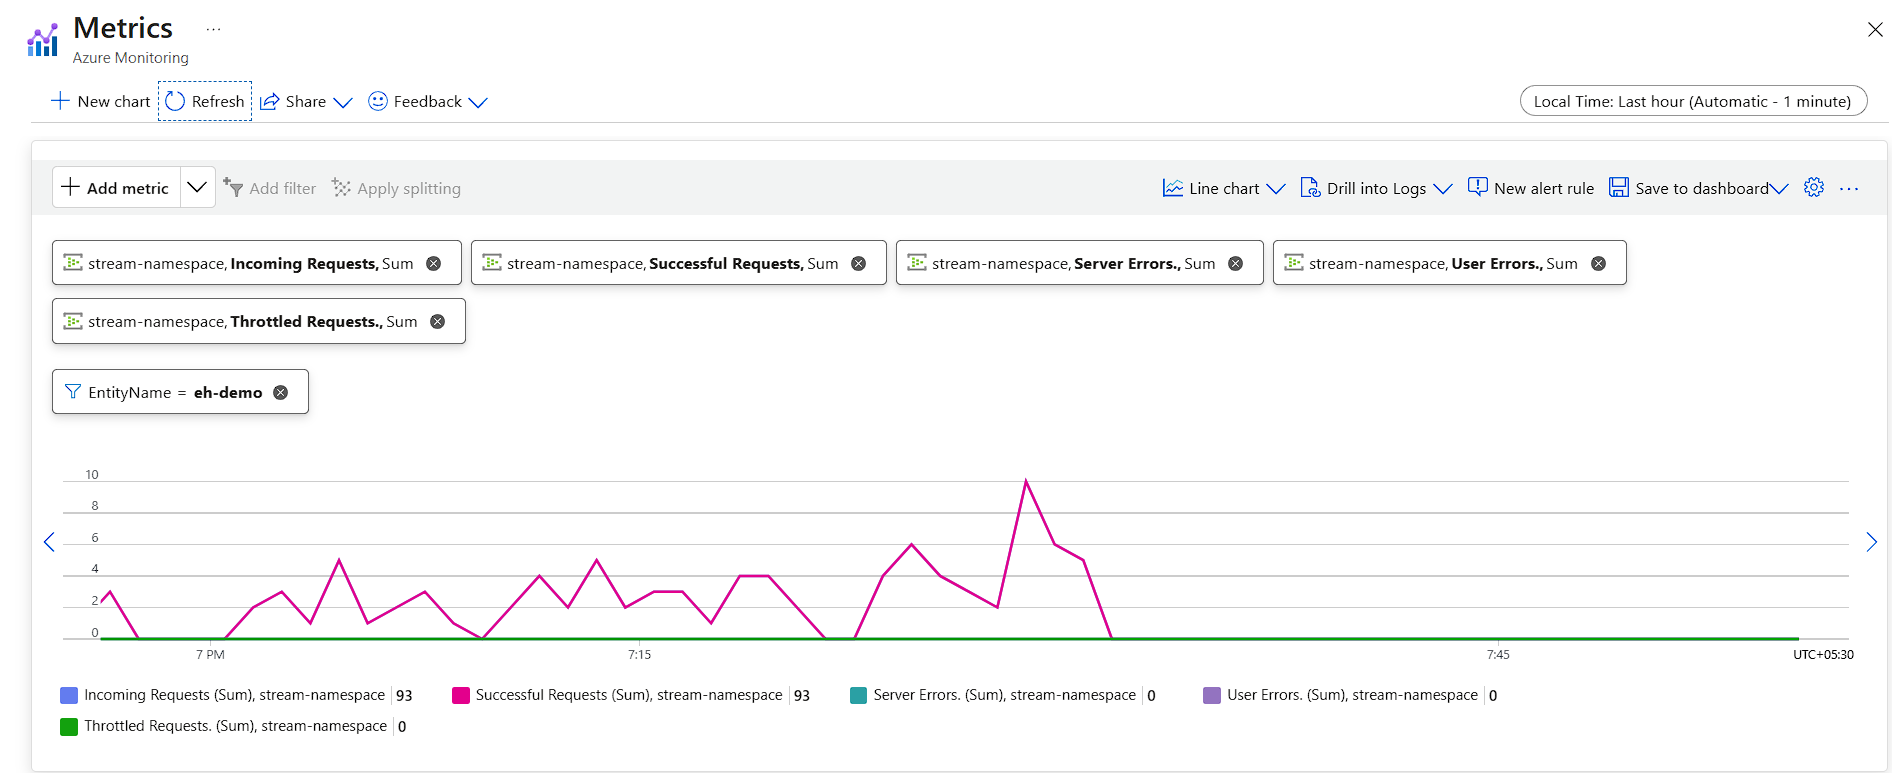 Metrics ...
Azure Monitoring
New chart Refresh Share Feedback Local Time: Last hour (Automatic - 1 minute)
Add metric Add filter Apply splitting Line chart Drill into Logs New alert rule Save to dashboard ...
stream-namespace, Incoming Requests, Sum stream-namespace, Successful Requests, Sum stream-namespace, Server Errors., Sum stream-namespace, User Errors., Sum
stream-namespace, Throttled Requests., Sum
EntityName = eh-demo
10
8
6
4
2
0
7 PM 7:15 7:45 UTC+05:30
Incoming Requests (Sum), stream-namespace 93 Successful Requests (Sum), stream-namespace 93 Server Errors. (Sum), stream-namespace 0 User Errors. (Sum), stream-namespace 0
Throttled Requests. (Sum), stream-namespace 0